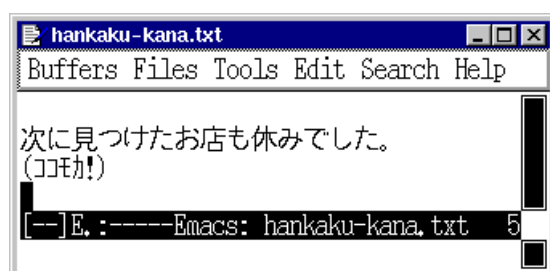 hankaku-kana.txt
Buffers Files Tools Edit Search Help
次に見つけたお店も休みでした。
(ｺｺﾓｶ!)
[--]E.:-----Emacs: hankaku-kana.txt 5